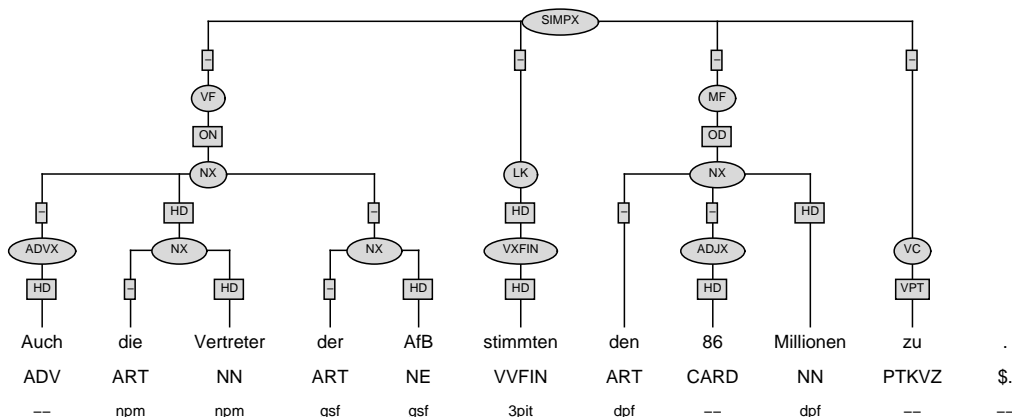 SIMPX
– – – –
VF MF
ON OD
NX LK NX
– HD – HD – – HD
ADVX NX NX VXFIN ADJX VC
HD – HD – HD HD HD VPT
Auch die Vertreter der AfB stimmten den 86 Millionen zu .
ADV ART NN ART NE VVFIN ART CARD NN PTKVZ $.
–– npm npm gsf gsf 3pit dpf –– dpf –– ––